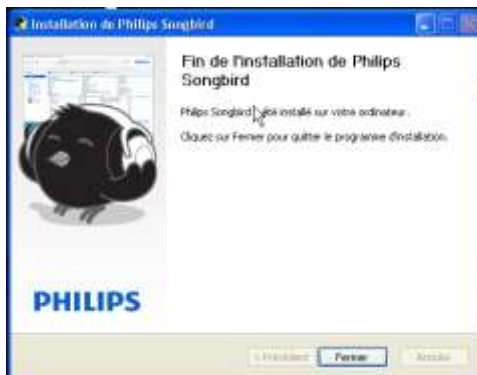 Installation de Philips Songbird
Fin de l'installation de Philips
Songbird
Philips Songbird a été installé sur votre ordinateur.
Cliquez sur Fermer pour quitter le programme d'installation.
PHILIPS
< Précédent
Fermer
Annuler